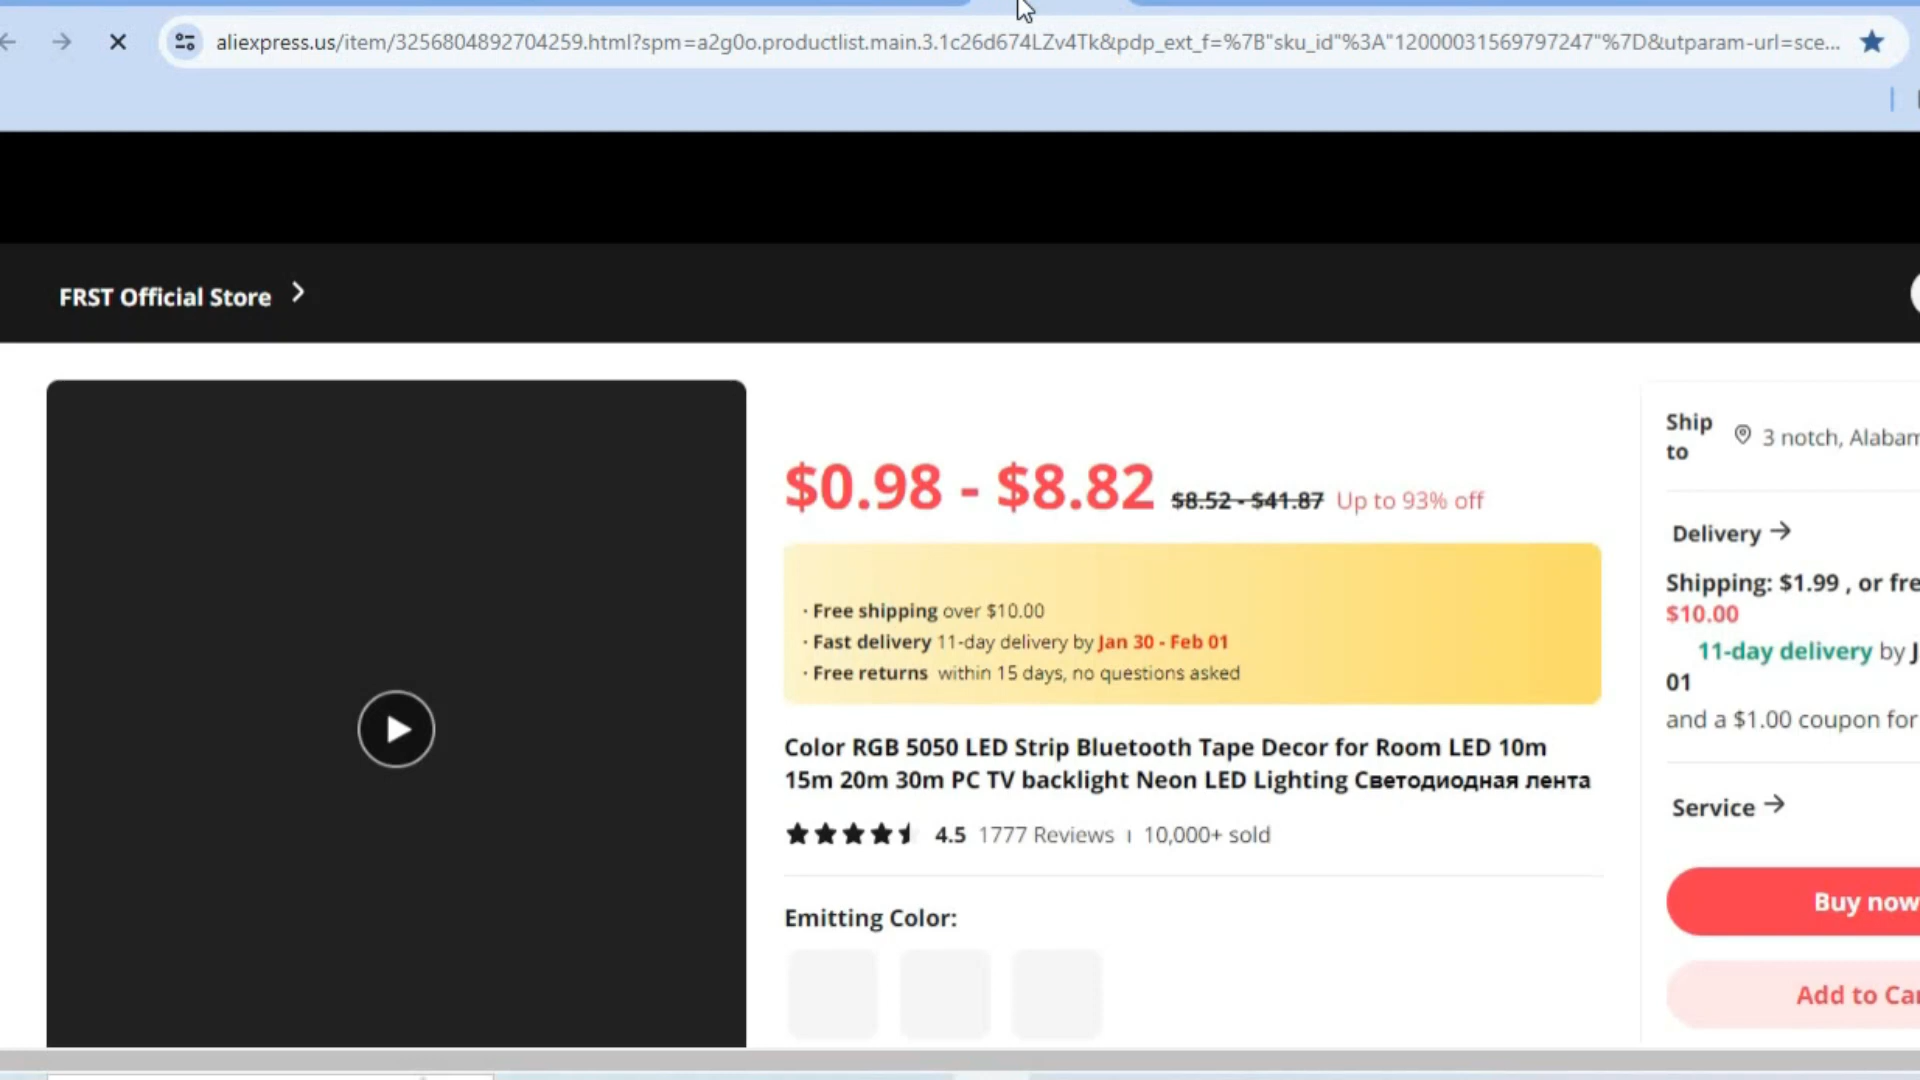 aliexpress.us/item/3256804892704259.html?spm=a2g0o.productlist.main.3.1c26d674LZv4Tk&pdp_ext_f=%7B"sku_id"%3A"12000031569797247"%7D&utparam-url=sce...
FRST Official Store
$0.98 - $8.82 $8.52 - $41.87 Up to 93% off
· Free shipping over $10.00
· Fast delivery 11-day delivery by Jan 30 - Feb 01
· Free returns within 15 days, no questions asked
Color RGB 5050 LED Strip Bluetooth Tape Decor for Room LED 10m
15m 20m 30m PC TV backlight Neon LED Lighting Светодиодная лента
4.5 1777 Reviews | 10,000+ sold
Emitting Color:
Ship to
3 notch, Alabam
Delivery
Shipping: $1.99 , or fre
$10.00
11-day delivery by J
01
and a $1.00 coupon for
Service
Buy now
Add to Car